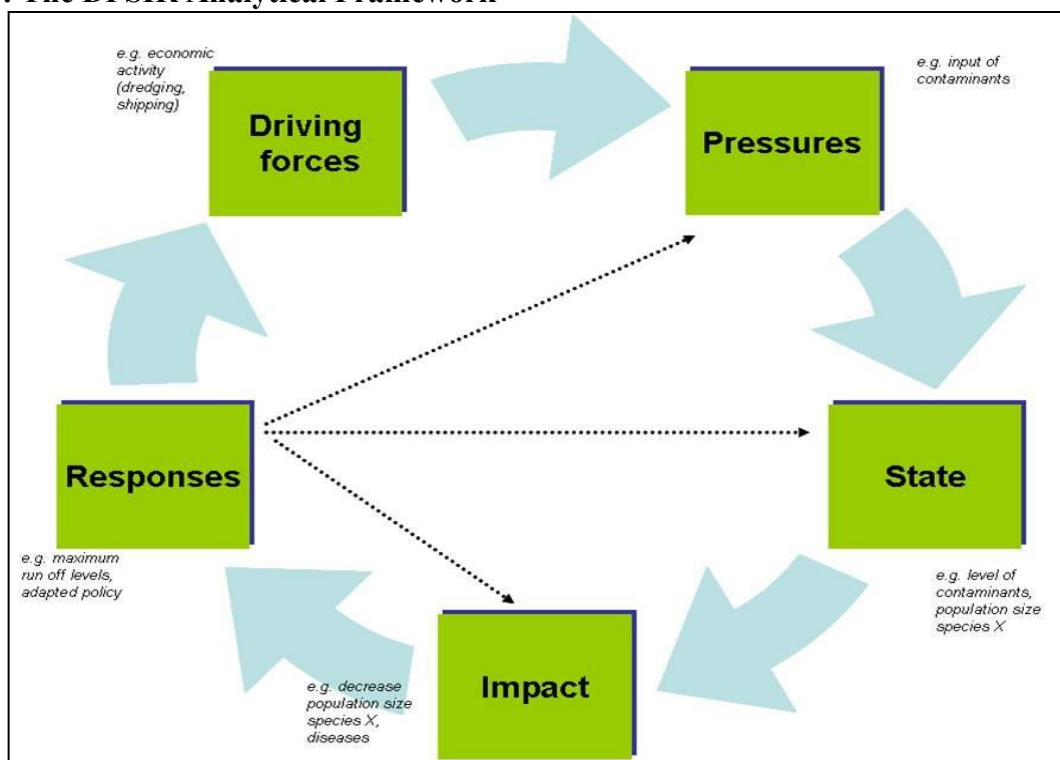 . The DPSIR Analytical Framework
e.g. economic
activity
(dredging,
shipping)
Driving
forces
Pressures
e.g. input of
contaminants
Responses
e.g. maximum
run off levels,
adapted policy
State
e.g. level of
contaminants,
population size
species X
Impact
e.g. decrease
population size
species X,
diseases